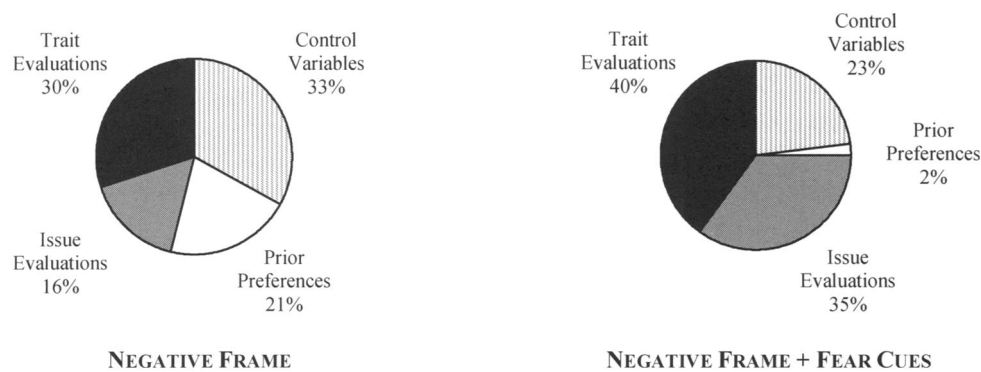 Trait
Evaluations
30%
Control
Variables
33%
Issue
Evaluations
16%
Prior
Preferences
21%
NEGATIVE FRAME
Trait
Evaluations
40%
Control
Variables
23%
Prior
Preferences
2%
Issue
Evaluations
35%
NEGATIVE FRAME + FEAR CUES